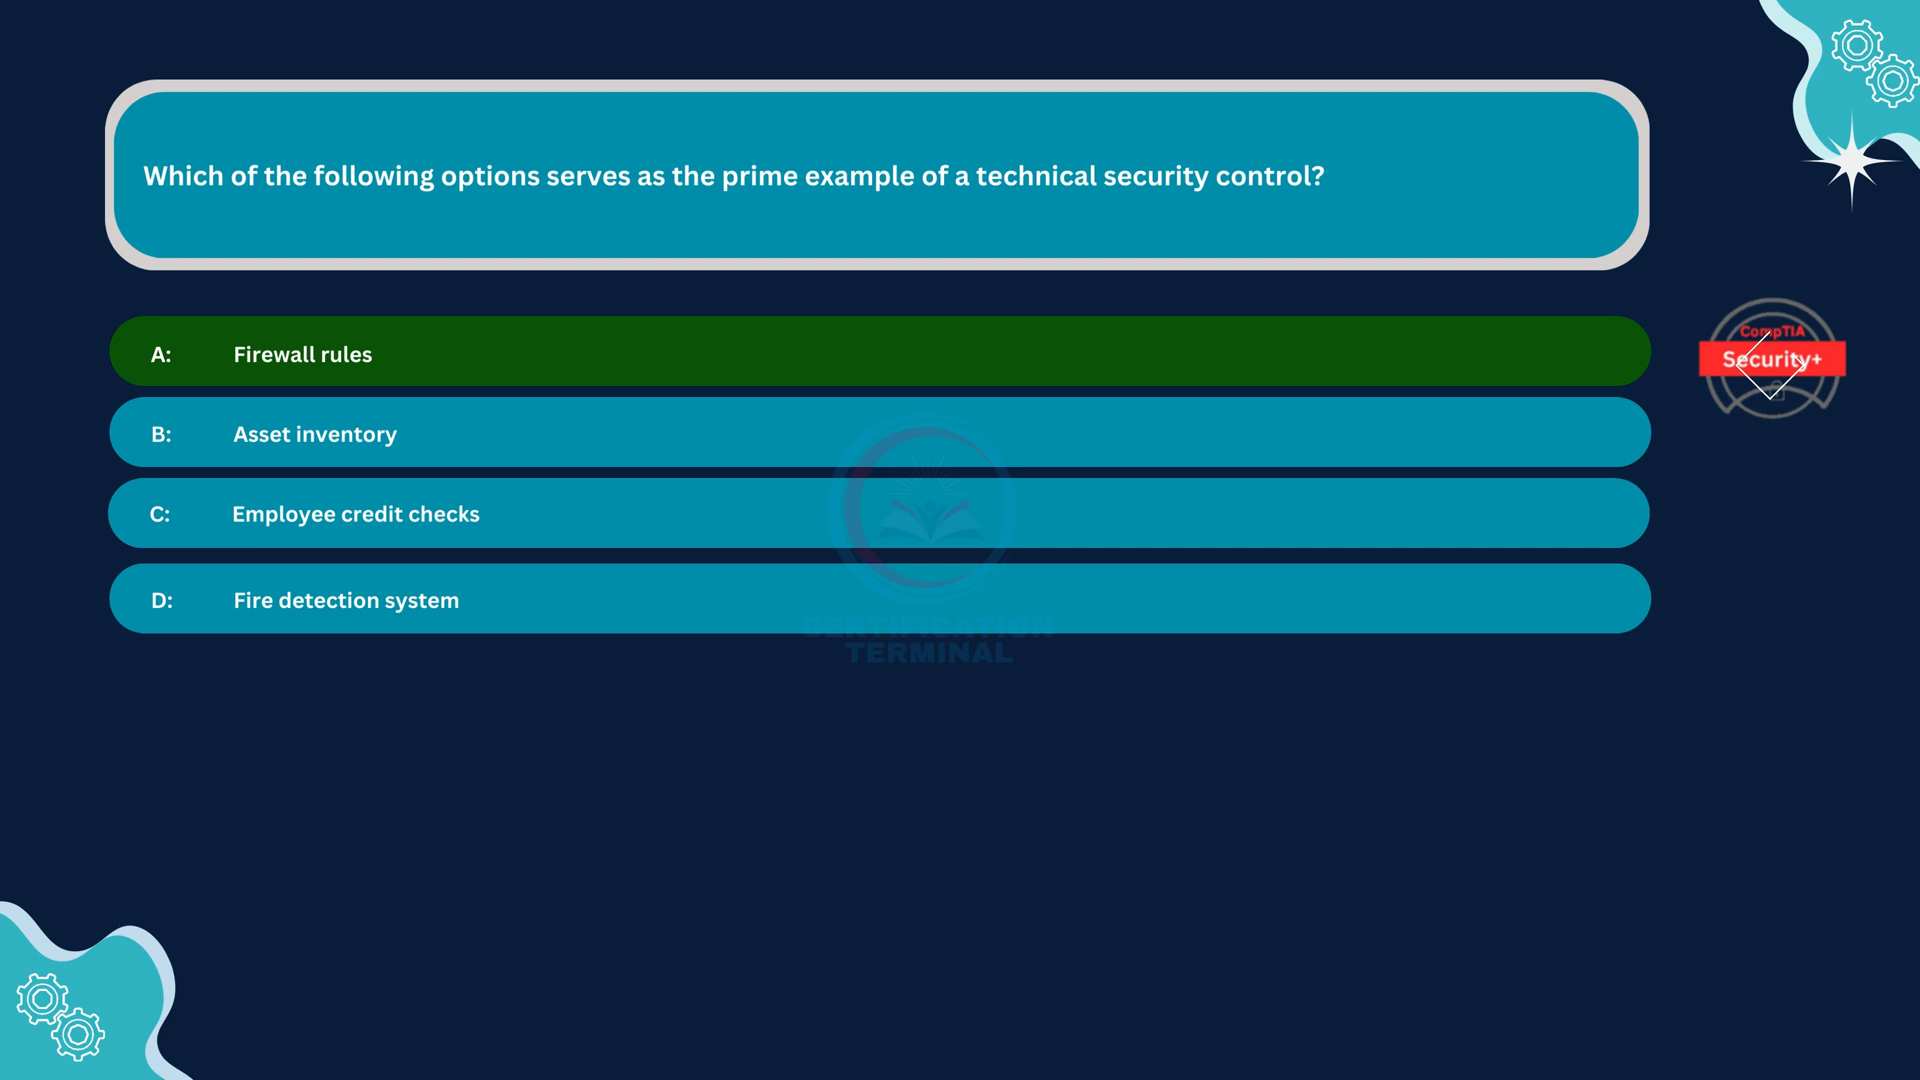 Which of the following options serves as the prime example of a technical security control?
A: Firewall rules
CompTIA
Security+
B: Asset inventory
C: Employee credit checks
D: Fire detection system
CERTIFICATION
TERMINAL